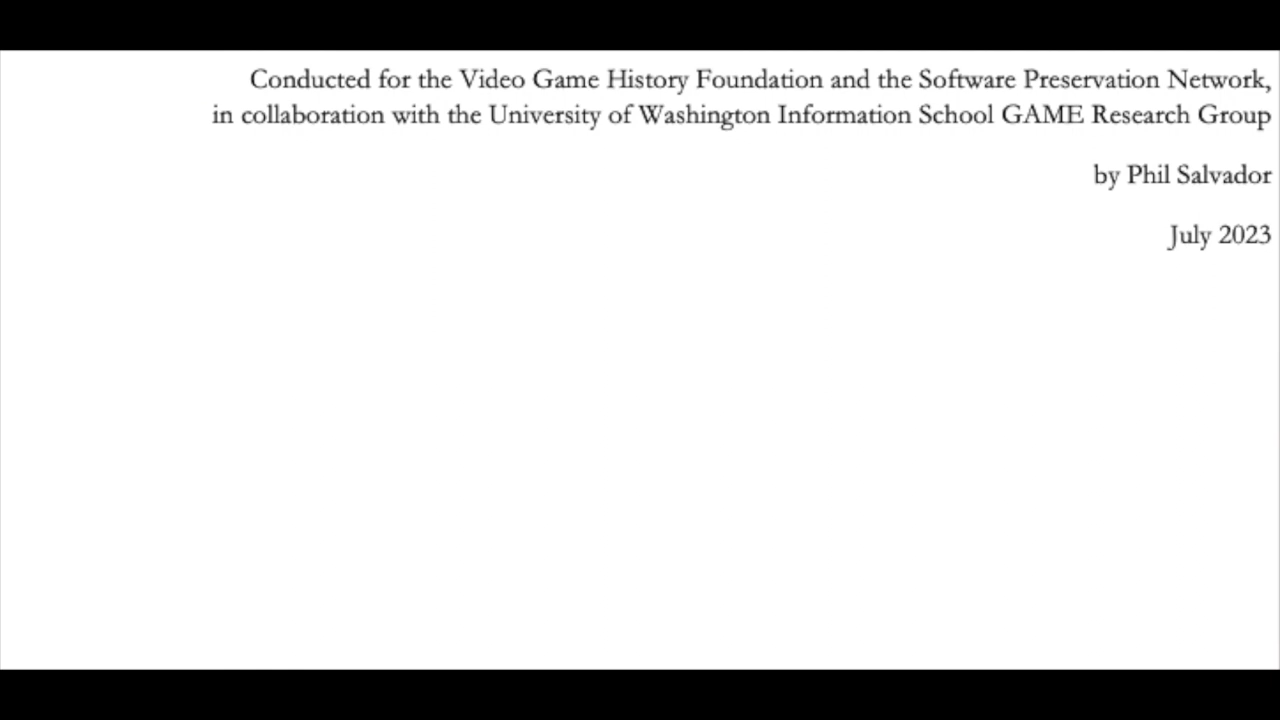 Conducted for the Video Game History Foundation and the Software Preservation Network,
in collaboration with the University of Washington Information School GAME Research Group
by Phil Salvador
July 2023